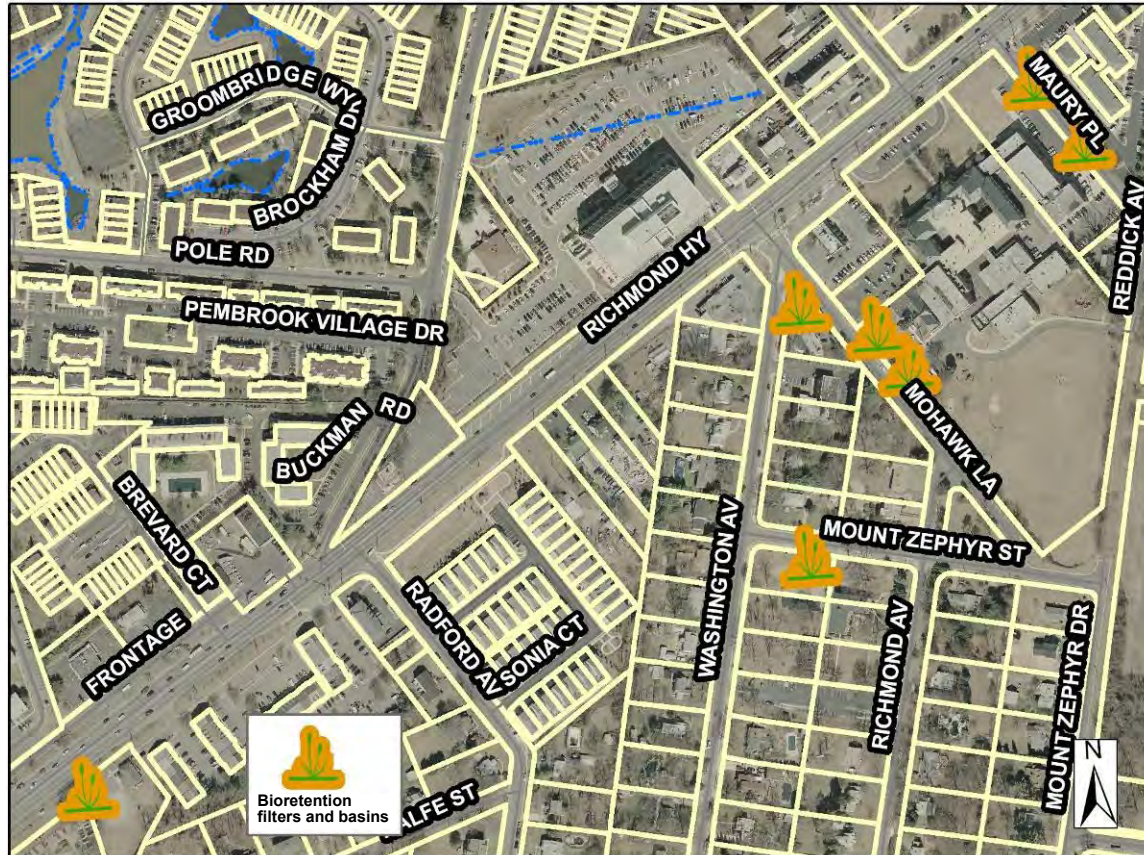 MAURY PL
GROOMBRIDGE WY
BROCKHAM DR
REDDICK AV
POLE RD
RICHMOND HY
PEMBROOK VILLAGE DR
BUCKMAN RD
MOHAWK LA
BREVARD CT
MOUNT ZEPHYR ST
WASHINGTON AV
RADFORD AV
SONIA CT
FRONTAGE
RICHMOND AV
MOUNT ZEPHYR DR
N
Bioretention
filters and basins
ST